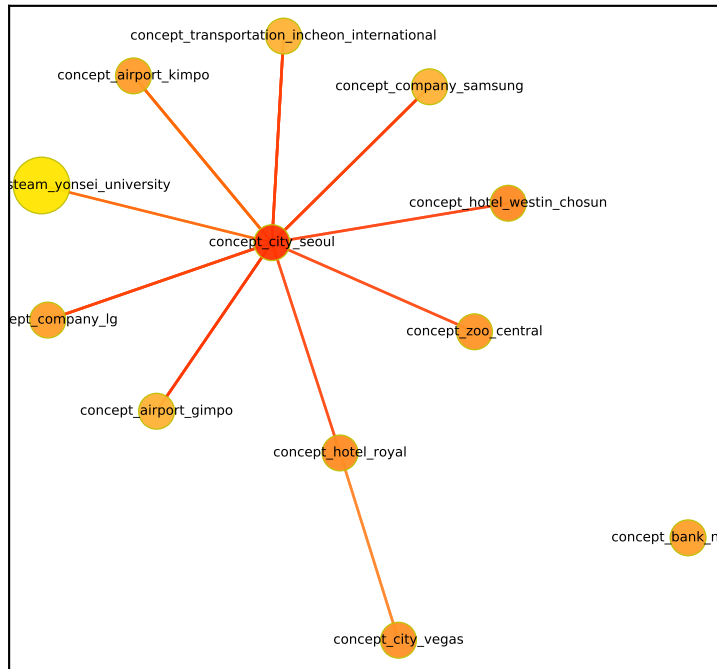 concept_transportation_incheon_international
concept_airport_kimpo
concept_company_samsung
steam_yonsei_university
concept_hotel_westin_chosun
concept_city_seoul
ept_company_lg
concept_zoo_central
concept_airport_gimpo
concept_hotel_royal
concept_bank_n
concept_city_vegas